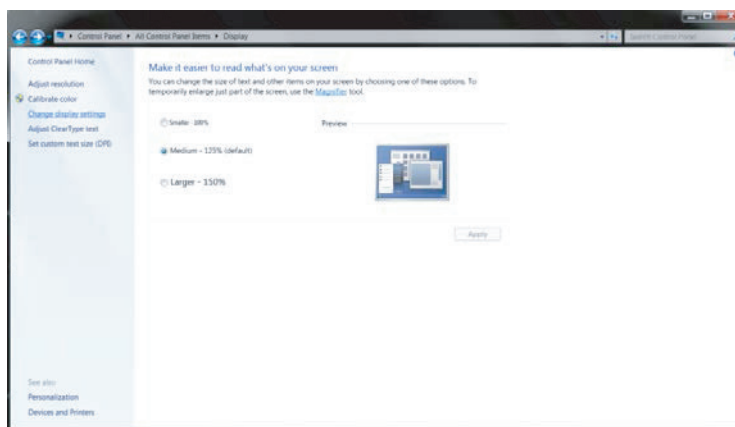 Control Panel ▸ All Control Panel Items ▸ Display
Search Control Panel
Control Panel Home
Adjust resolution
Calibrate color
Change display settings
Adjust ClearType text
Set custom text size (DPI)
Make it easier to read what's on your screen
You can change the size of text and other items on your screen by choosing one of these options. To
temporarily enlarge just part of the screen, use the Magnifier tool.
Preview
Medium - 125% (default)
Larger - 150%
Apply
See also
Personalization
Devices and Printers